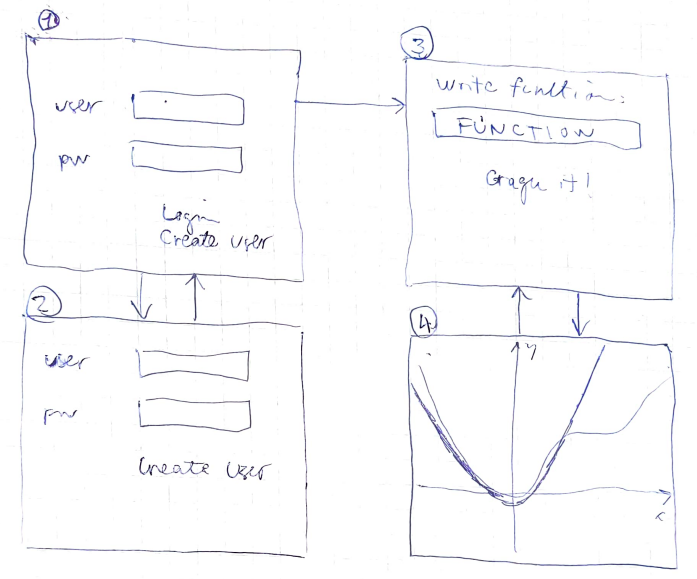 1
user
pw
Login
Create User
2
user
pw
Create User
3
Write function:
FUNCTION
Graph it!
4
y
x